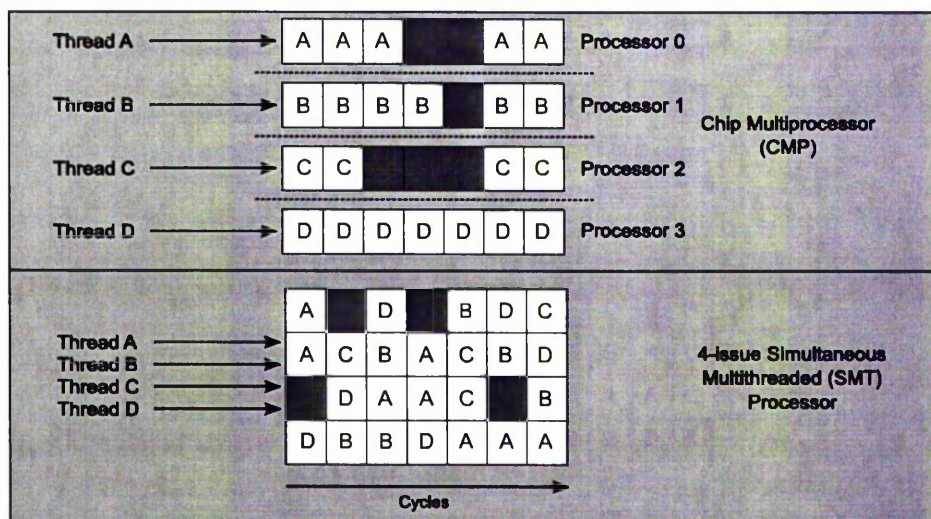 Thread A A A A A A Processor 0
Thread B B B B B B B Processor 1
Chip Multiprocessor
(CMP)
Thread C C C C C Processor 2
Thread D D D D D D D D Processor 3
A D B D C
Thread A
A C B A C B D
Thread B
4-issue Simultaneous
Multithreaded (SMT)
Processor
Thread C
Thread D
D A A C B
D B B D A A A
Cycles